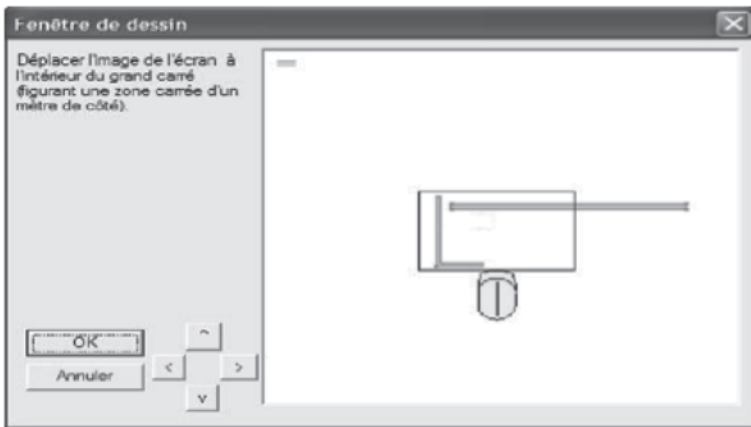 Fenêtre de dessin
Déplacer l'image de l'écran à
l'intérieur du grand carré
(figurant une zone carrée d'un
mètre de côté).
OK
Annuler
^
< >
v